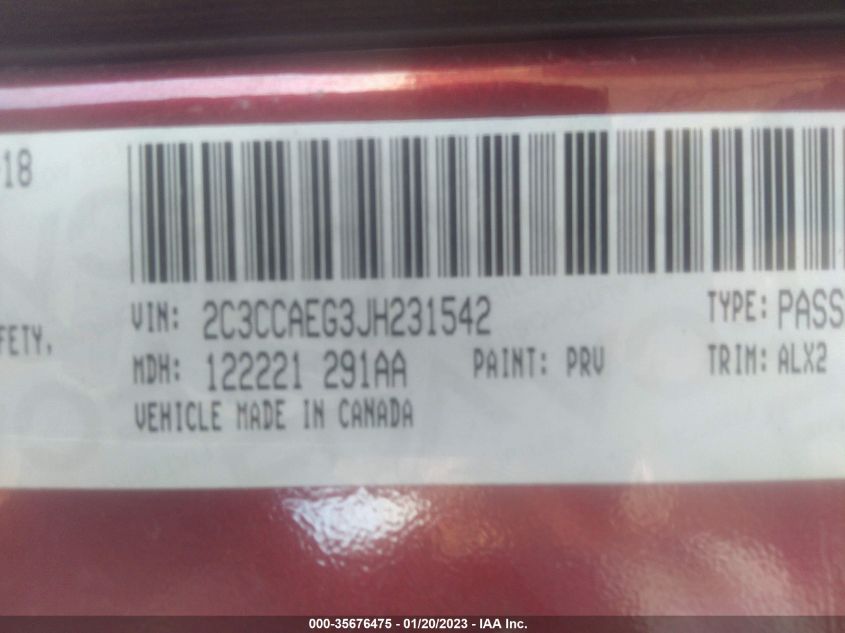 18
VIN: 2C3CCAEG3JH231542 TYPE: PASS
FETY,
MDH: 122221 291AA PAINT: PRV TRIM: ALX2
VEHICLE MADE IN CANADA
000-35676475 - 01/20/2023 - IAA Inc.